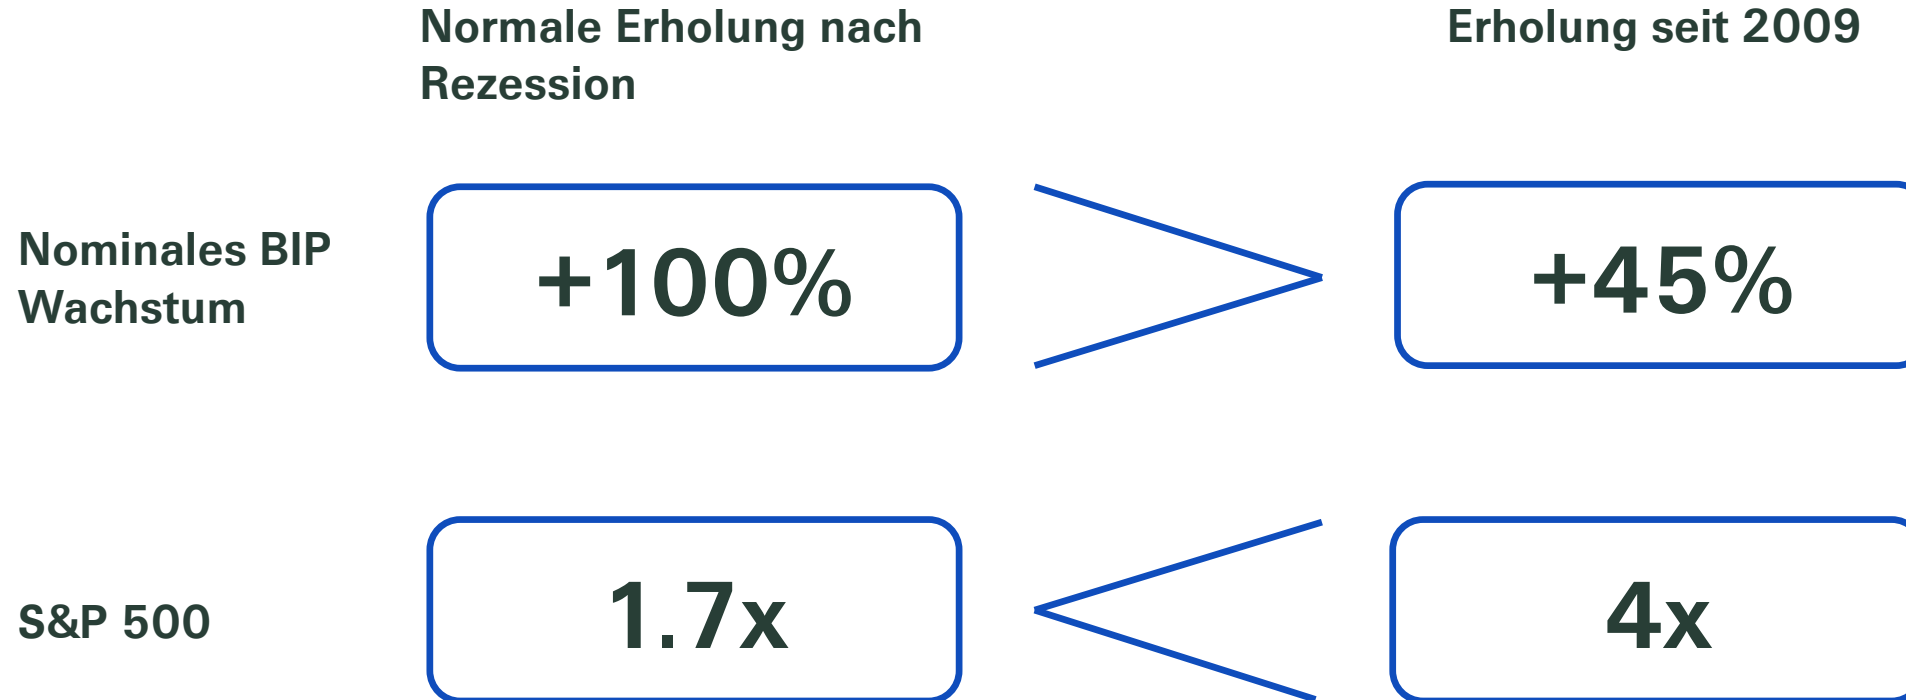 Normale Erholung nach
Rezession
Erholung seit 2009
Nominales BIP
Wachstum
+100%
+45%
S&P 500
1.7x
4x